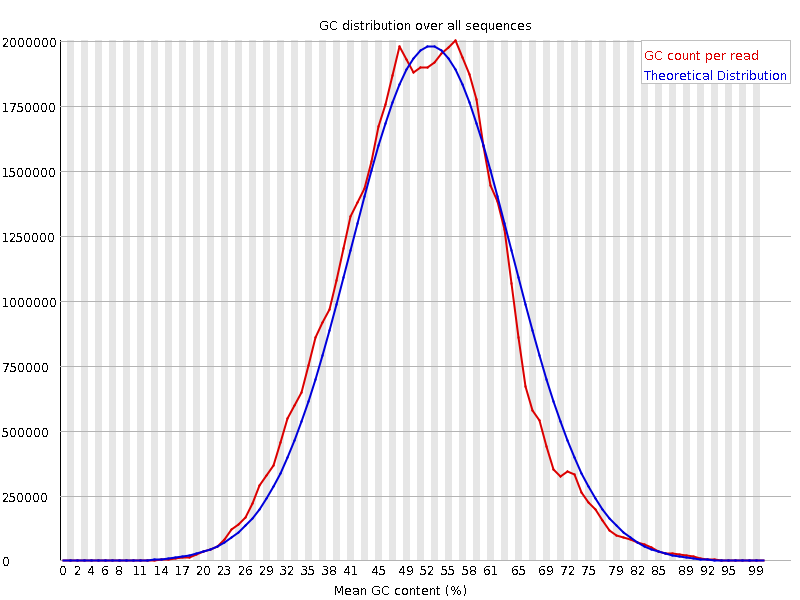 GC distribution over all sequences
2000000
1750000
1500000
1250000
1000000
750000
500000
250000
0
GC count per read
Theoretical Distribution
0 2 4 6 8 11 14 17 20 23 26 29 32 35 38 41 45 49 52 55 58 61 65 69 72 75 79 82 85 89 92 95 99
Mean GC content (%)